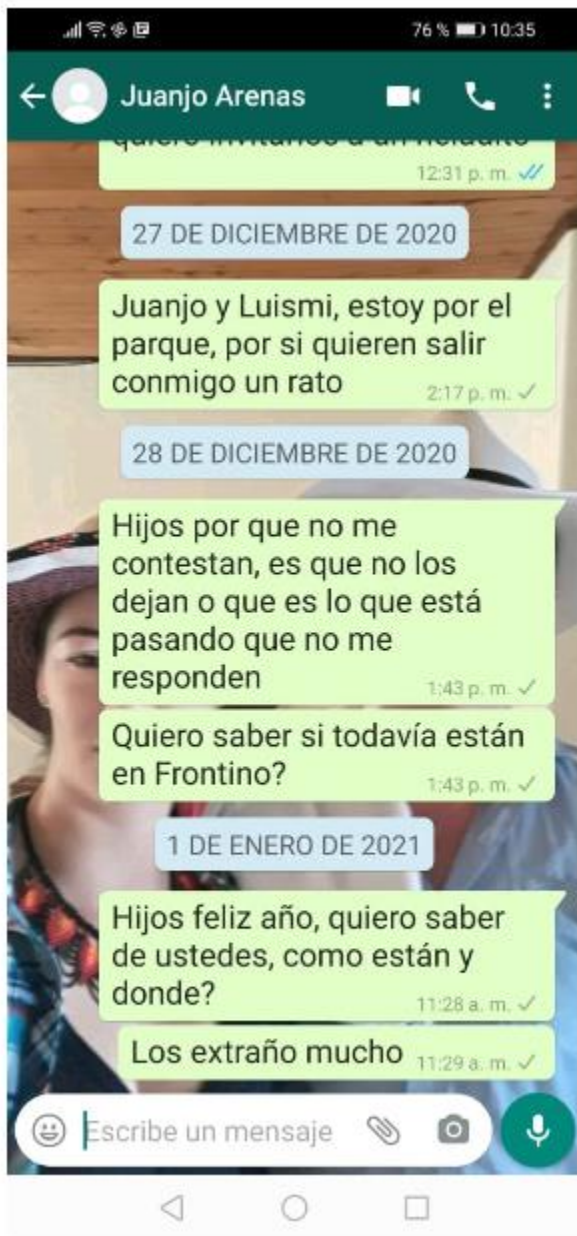 76 % 10:35
Juanjo Arenas
quiero invitarlos a un heladito
12:31 p. m.
27 DE DICIEMBRE DE 2020
Juanjo y Luismi, estoy por el
parque, por si quieren salir
conmigo un rato
2:17 p. m.
28 DE DICIEMBRE DE 2020
Hijos por que no me
contestan, es que no los
dejan o que es lo que está
pasando que no me
responden
1:43 p. m.
Quiero saber si todavía están
en Frontino?
1:43 p. m.
1 DE ENERO DE 2021
Hijos feliz año, quiero saber
de ustedes, como están y
donde?
11:28 a. m.
Los extraño mucho 11:29 a. m.
Escribe un mensaje